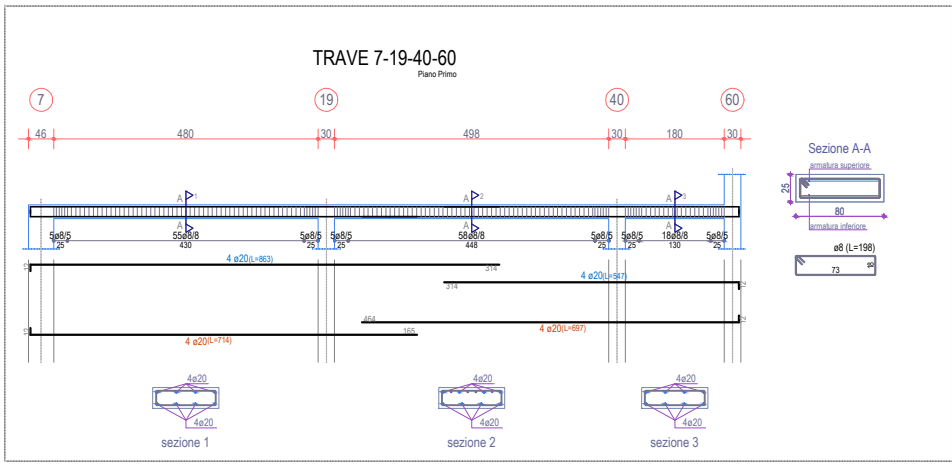 TRAVE 7-19-40-60
Piano Primo
7
19
40
60
46
480
30
498
30
180
30
Sezione A-A
armatura superiore
25
80
armatura inferiore
ø8 (L=198)
73
18
A
1
A
2
A
3
A
A
A
5ø8/5
55ø8/8
5ø8/5
5ø8/5
58ø8/8
5ø8/5
5ø8/5
18ø8/8
5ø8/5
25
430
25
25
448
25
25
130
25
4 ø20(L=863)
12
314
4 ø20(L=547)
314
12
464
4 ø20(L=697)
12
12
165
4 ø20(L=714)
4ø20
4ø20
4ø20
4ø20
4ø20
4ø20
sezione 1
sezione 2
sezione 3